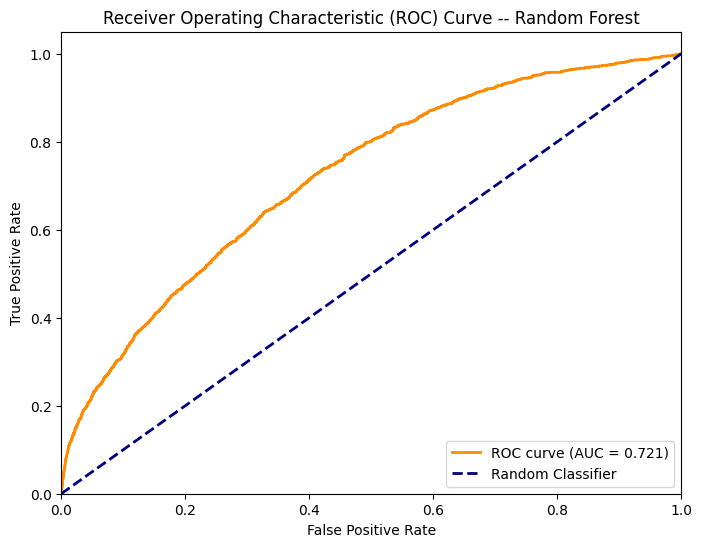 Receiver Operating Characteristic (ROC) Curve -- Random Forest
True Positive Rate
1.0
0.8
0.6
0.4
0.2
0.0
0.0 0.2 0.4 0.6 0.8 1.0
False Positive Rate
ROC curve (AUC = 0.721)
Random Classifier